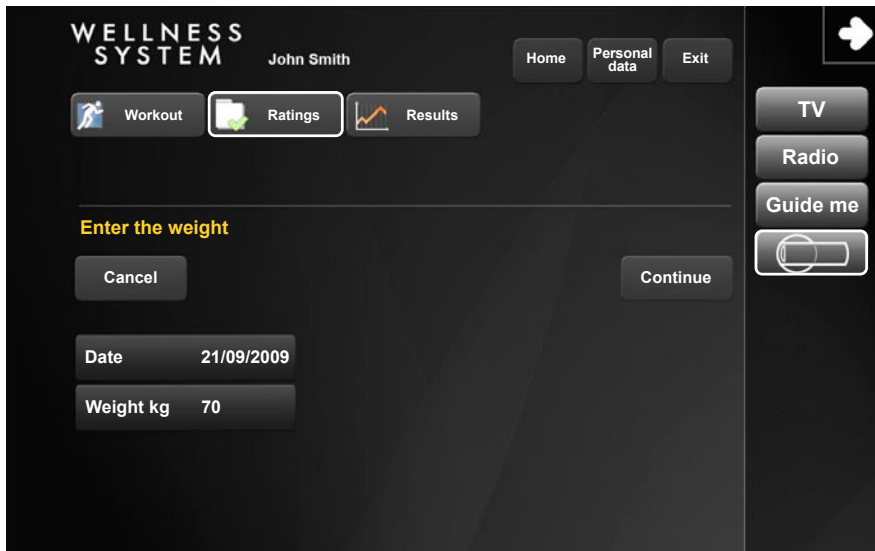 WELLNESS
SYSTEM
John Smith
Home
Personal
data
Exit
Workout
Ratings
Results
TV
Radio
Guide me
Enter the weight
Cancel
Continue
Date 21/09/2009
Weight kg 70